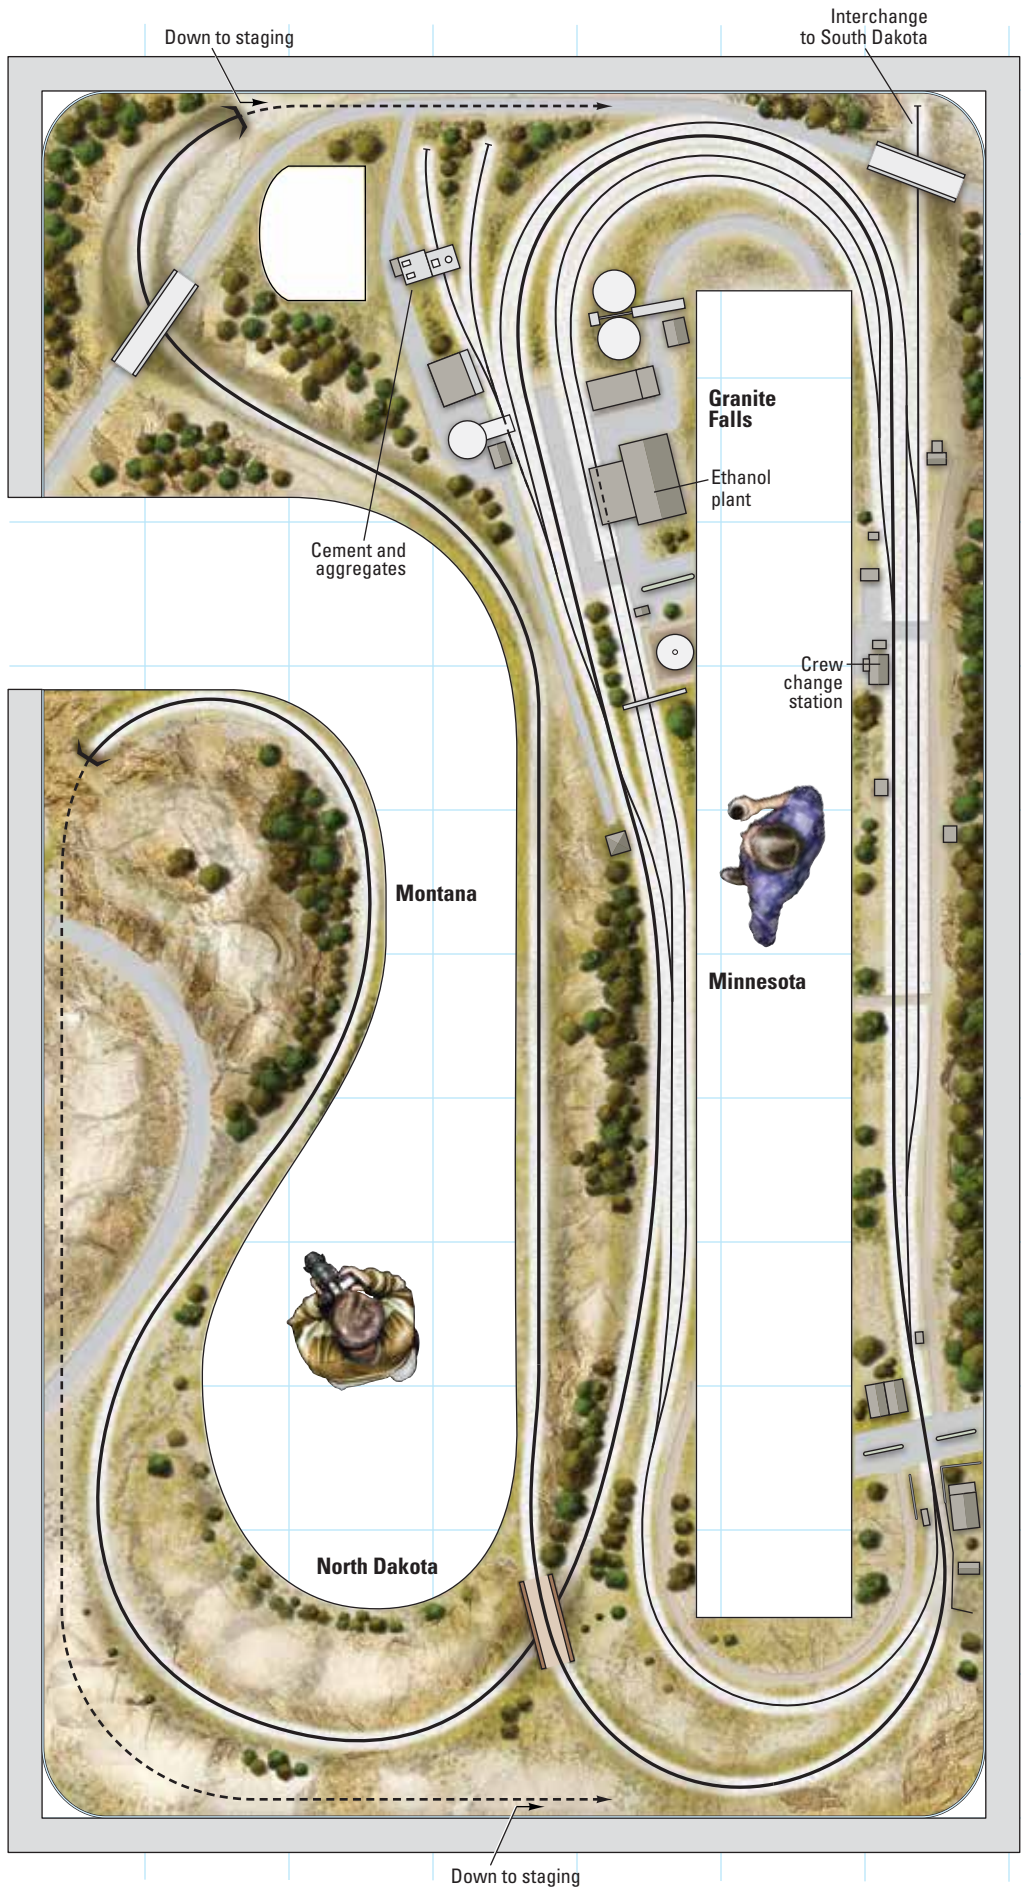 Interchange
to South Dakota
Down to staging
Granite
Falls
Ethanol
plant
Cement and
aggregates
Crew
change
station
Montana
Minnesota
North Dakota
Down to staging